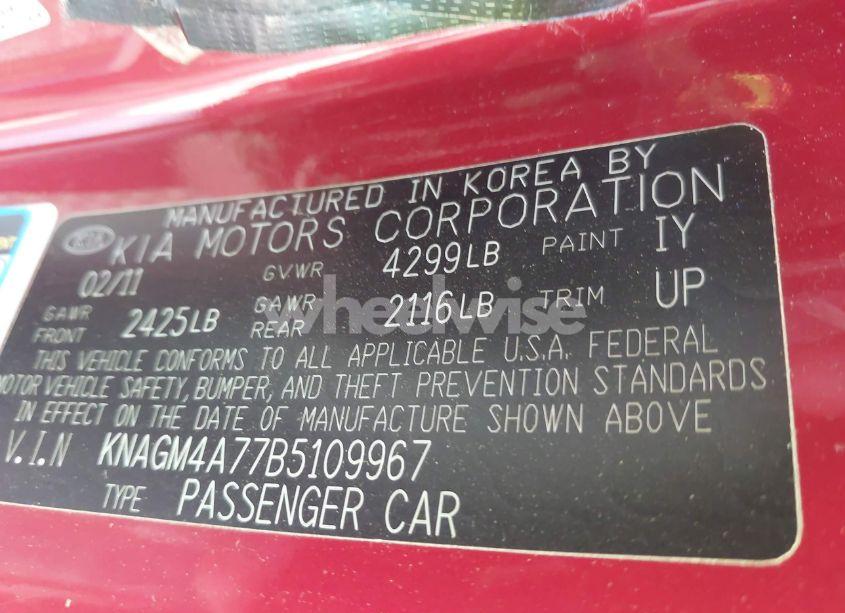 MANUFACTURED IN KOREA BY
KIA KIA MOTORS CORPORATION
02/11 GVWR 4299LB PAINT IY
GAWR FRONT 2425LB GAWR REAR 2116LB TRIM UP
wheelwise
THIS VEHICLE CONFORMS TO ALL APPLICABLE U.S.A. FEDERAL
MOTOR VEHICLE SAFETY, BUMPER, AND THEFT PREVENTION STANDARDS
IN EFFECT ON THE DATE OF MANUFACTURE SHOWN ABOVE
V.I.N KNAGM4A77B5109967
TYPE PASSENGER CAR